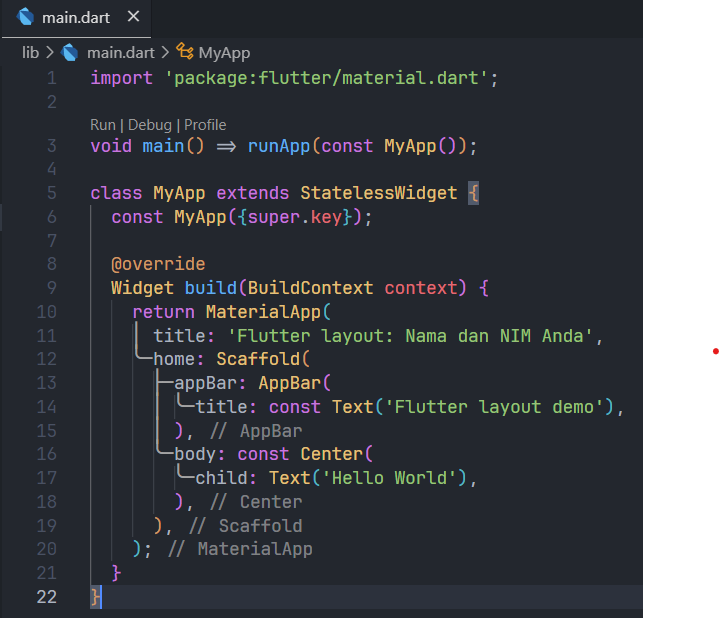 main.dart ×
lib > main.dart > MyApp
1 import 'package:flutter/material.dart';
2
Run | Debug | Profile
3 void main() => runApp(const MyApp());
4
5 class MyApp extends StatelessWidget {
6 const MyApp({super.key});
7
8 @override
9 Widget build(BuildContext context) {
10 return MaterialApp(
11 title: 'Flutter layout: Nama dan NIM Anda',
12 home: Scaffold(
13 appBar: AppBar(
14 title: const Text('Flutter layout demo'),
15 ), // AppBar
16 body: const Center(
17 child: Text('Hello World'),
18 ), // Center
19 ), // Scaffold
20 ); // MaterialApp
21 }
22 }